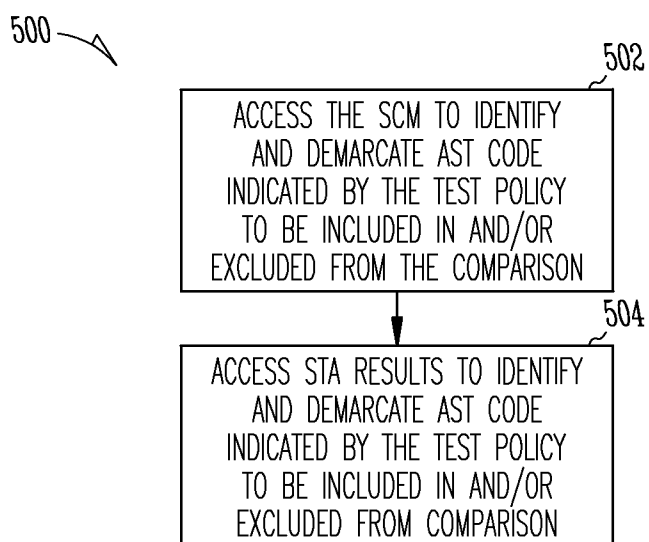 500
502
ACCESS THE SCM TO IDENTIFY
AND DEMARCATE AST CODE
INDICATED BY THE TEST POLICY
TO BE INCLUDED IN AND/OR
EXCLUDED FROM THE COMPARISON
504
ACCESS STA RESULTS TO IDENTIFY
AND DEMARCATE AST CODE
INDICATED BY THE TEST POLICY
TO BE INCLUDED IN AND/OR
EXCLUDED FROM COMPARISON